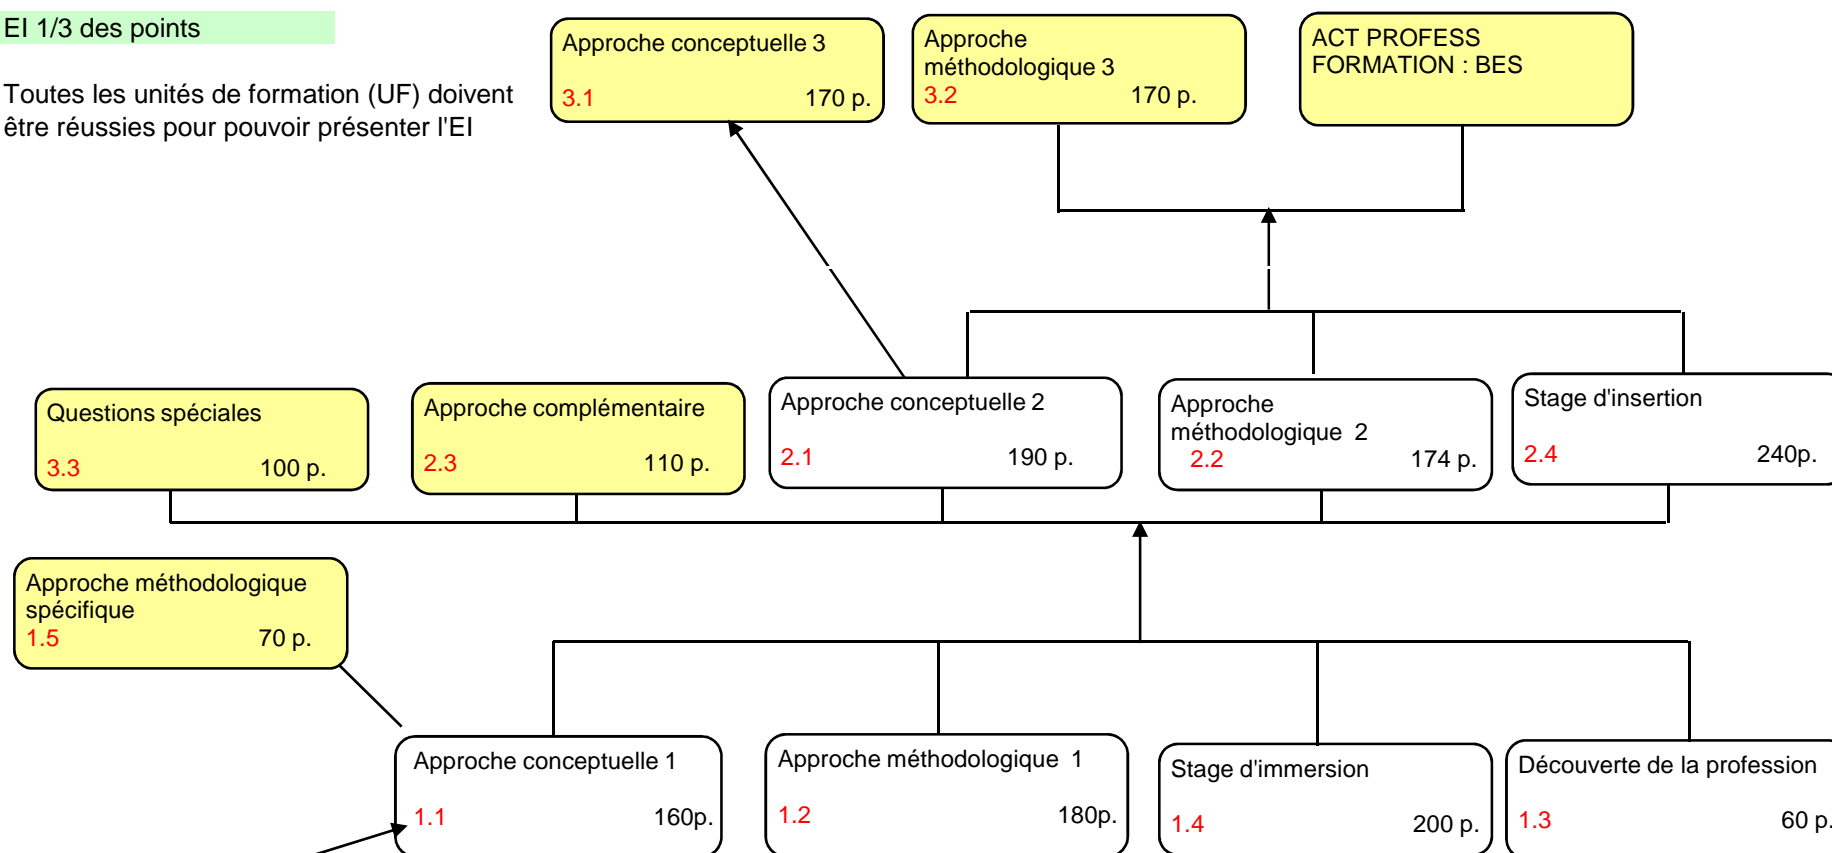 EI 1/3 des points
Toutes les unités de formation (UF) doivent
être réussies pour pouvoir présenter l'EI
Approche conceptuelle 3
3.1 170 p.
Approche
méthodologique 3
3.2 170 p.
ACT PROFESS
FORMATION : BES
Questions spéciales
3.3 100 p.
Approche complémentaire
2.3 110 p.
Approche conceptuelle 2
2.1 190 p.
Approche
méthodologique 2
2.2 174 p.
Stage d'insertion
2.4 240p.
Approche méthodologique
spécifique
1.5 70 p.
Approche conceptuelle 1
1.1 160p.
Approche méthodologique 1
1.2 180p.
Stage d'immersion
1.4 200 p.
Découverte de la profession
1.3 60 p.